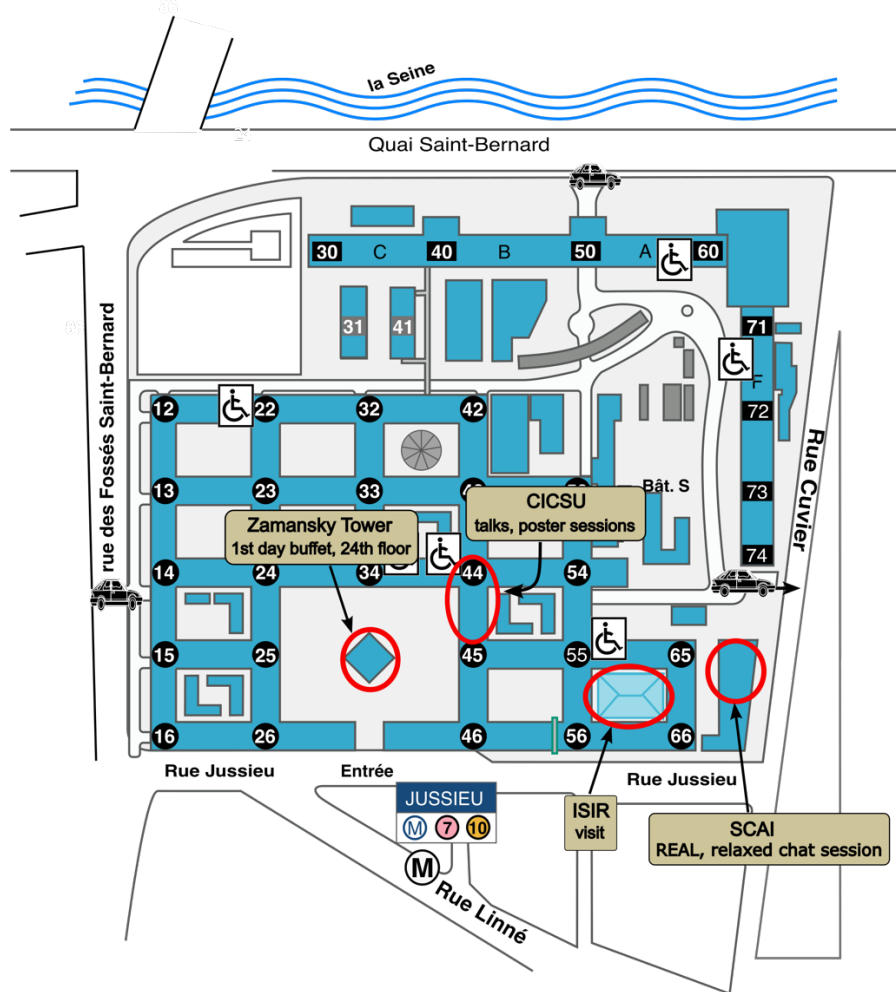 la Seine
Quai Saint-Bernard
30
C
40
B
50
A
60
31
41
71
F
72
73
74
rue des Fossés Saint-Bernard
Rue Cuvier
12
22
32
42
13
23
33
Bât. S
CICSU
talks, poster sessions
Zamansky Tower
1st day buffet, 24th floor
14
24
34
44
54
15
25
45
55
65
16
26
46
56
66
Rue Jussieu
Entrée
Rue Jussieu
JUSSIEU
M
7
10
ISIR
visit
SCAI
REAL, relaxed chat session
M
Rue Linné